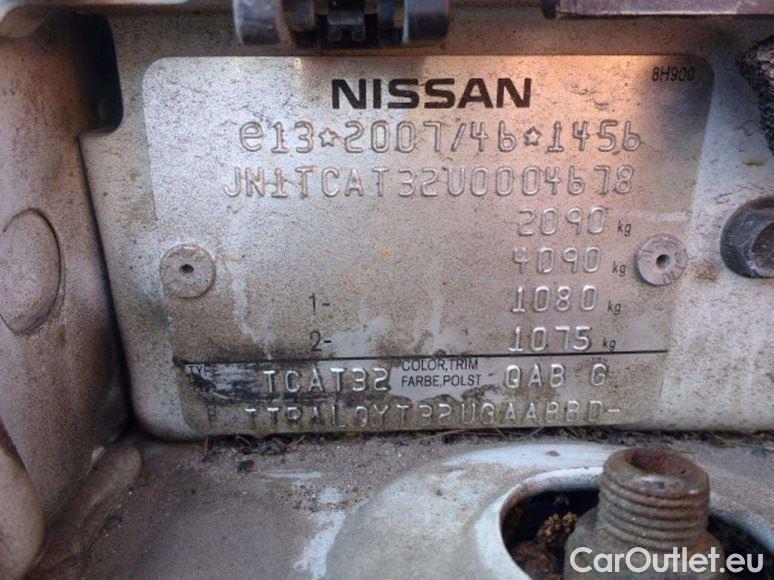 8H900
NISSAN
e13*2007/46*1456
JN1TCAT32U0004678
2090 kg
4090 kg
1- 1080 kg
2- 1075 kg
TYPE TCAT32 COLOR,TRIM FARBE,POLST QAB G
CarOutlet.eu